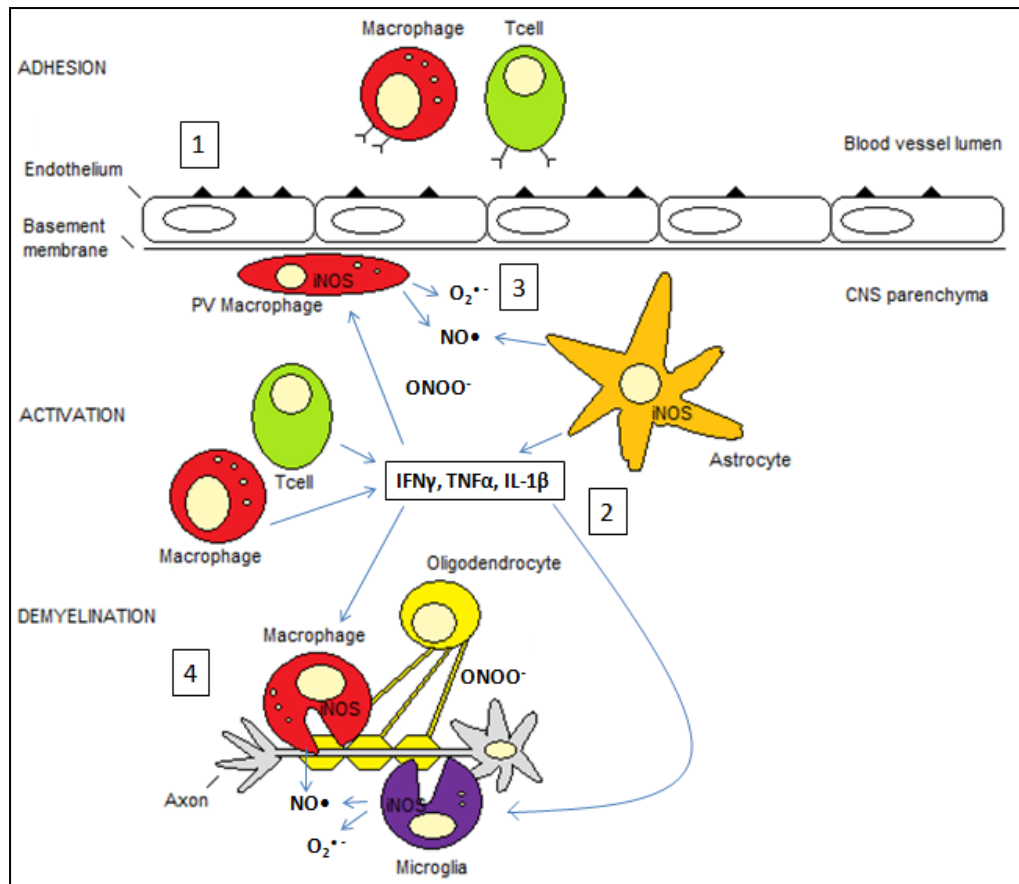 Macrophage
Tcell
ADHESION
1
Blood vessel lumen
Endothelium
Basement
membrane
iNOS
PV Macrophage
O₂•-
3
NO•
CNS parenchyma
ONOO-
iNOS
ACTIVATION
Tcell
Astrocyte
IFNγ, TNFα, IL-1β
2
Macrophage
Oligodendrocyte
DEMYELINATION
Macrophage
4
ONOO-
iNOS
Axon
NO•
iNOS
O₂•-
Microglia